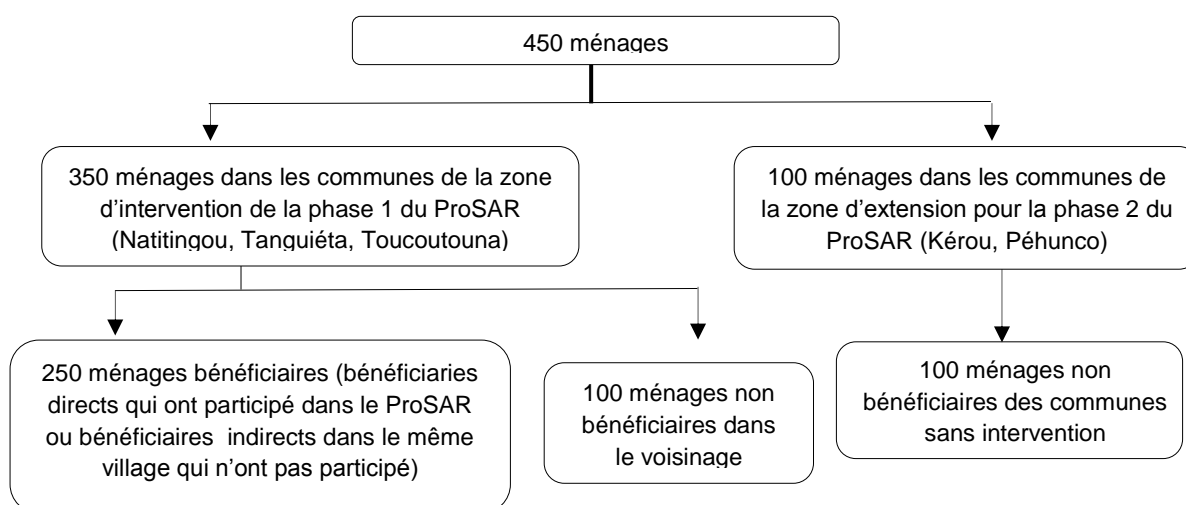 450 ménages
350 ménages dans les communes de la zone
d'intervention de la phase 1 du ProSAR
(Natitingou, Tanguiéta, Toucoutouna)
100 ménages dans les communes de
la zone d'extension pour la phase 2 du
ProSAR (Kérou, Péhunco)
250 ménages bénéficiaires (bénéficiaries
directs qui ont participé dans le ProSAR
ou bénéficiaires indirects dans le même
village qui n'ont pas participé)
100 ménages non
bénéficiaires dans
le voisinage
100 ménages non
bénéficiaires des communes
sans intervention